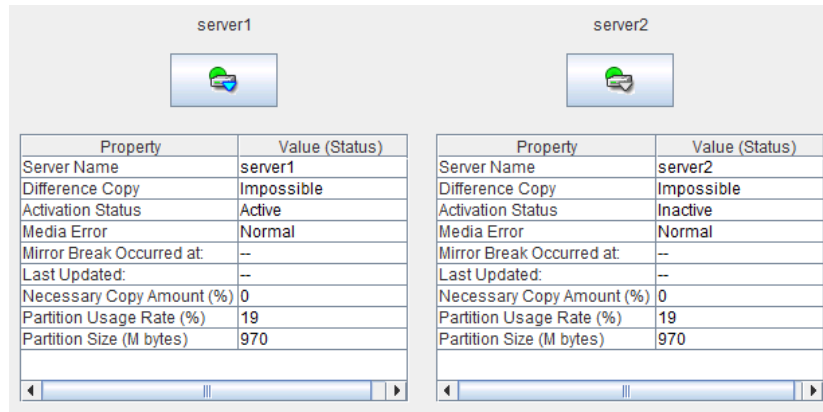 server1
server2
Property Value (Status)
Server Name server1
Difference Copy Impossible
Activation Status Active
Media Error Normal
Mirror Break Occurred at: --
Last Updated: --
Necessary Copy Amount (%) 0
Partition Usage Rate (%) 19
Partition Size (M bytes) 970
Property Value (Status)
Server Name server2
Difference Copy Impossible
Activation Status Inactive
Media Error Normal
Mirror Break Occurred at: --
Last Updated: --
Necessary Copy Amount (%) 0
Partition Usage Rate (%) 19
Partition Size (M bytes) 970